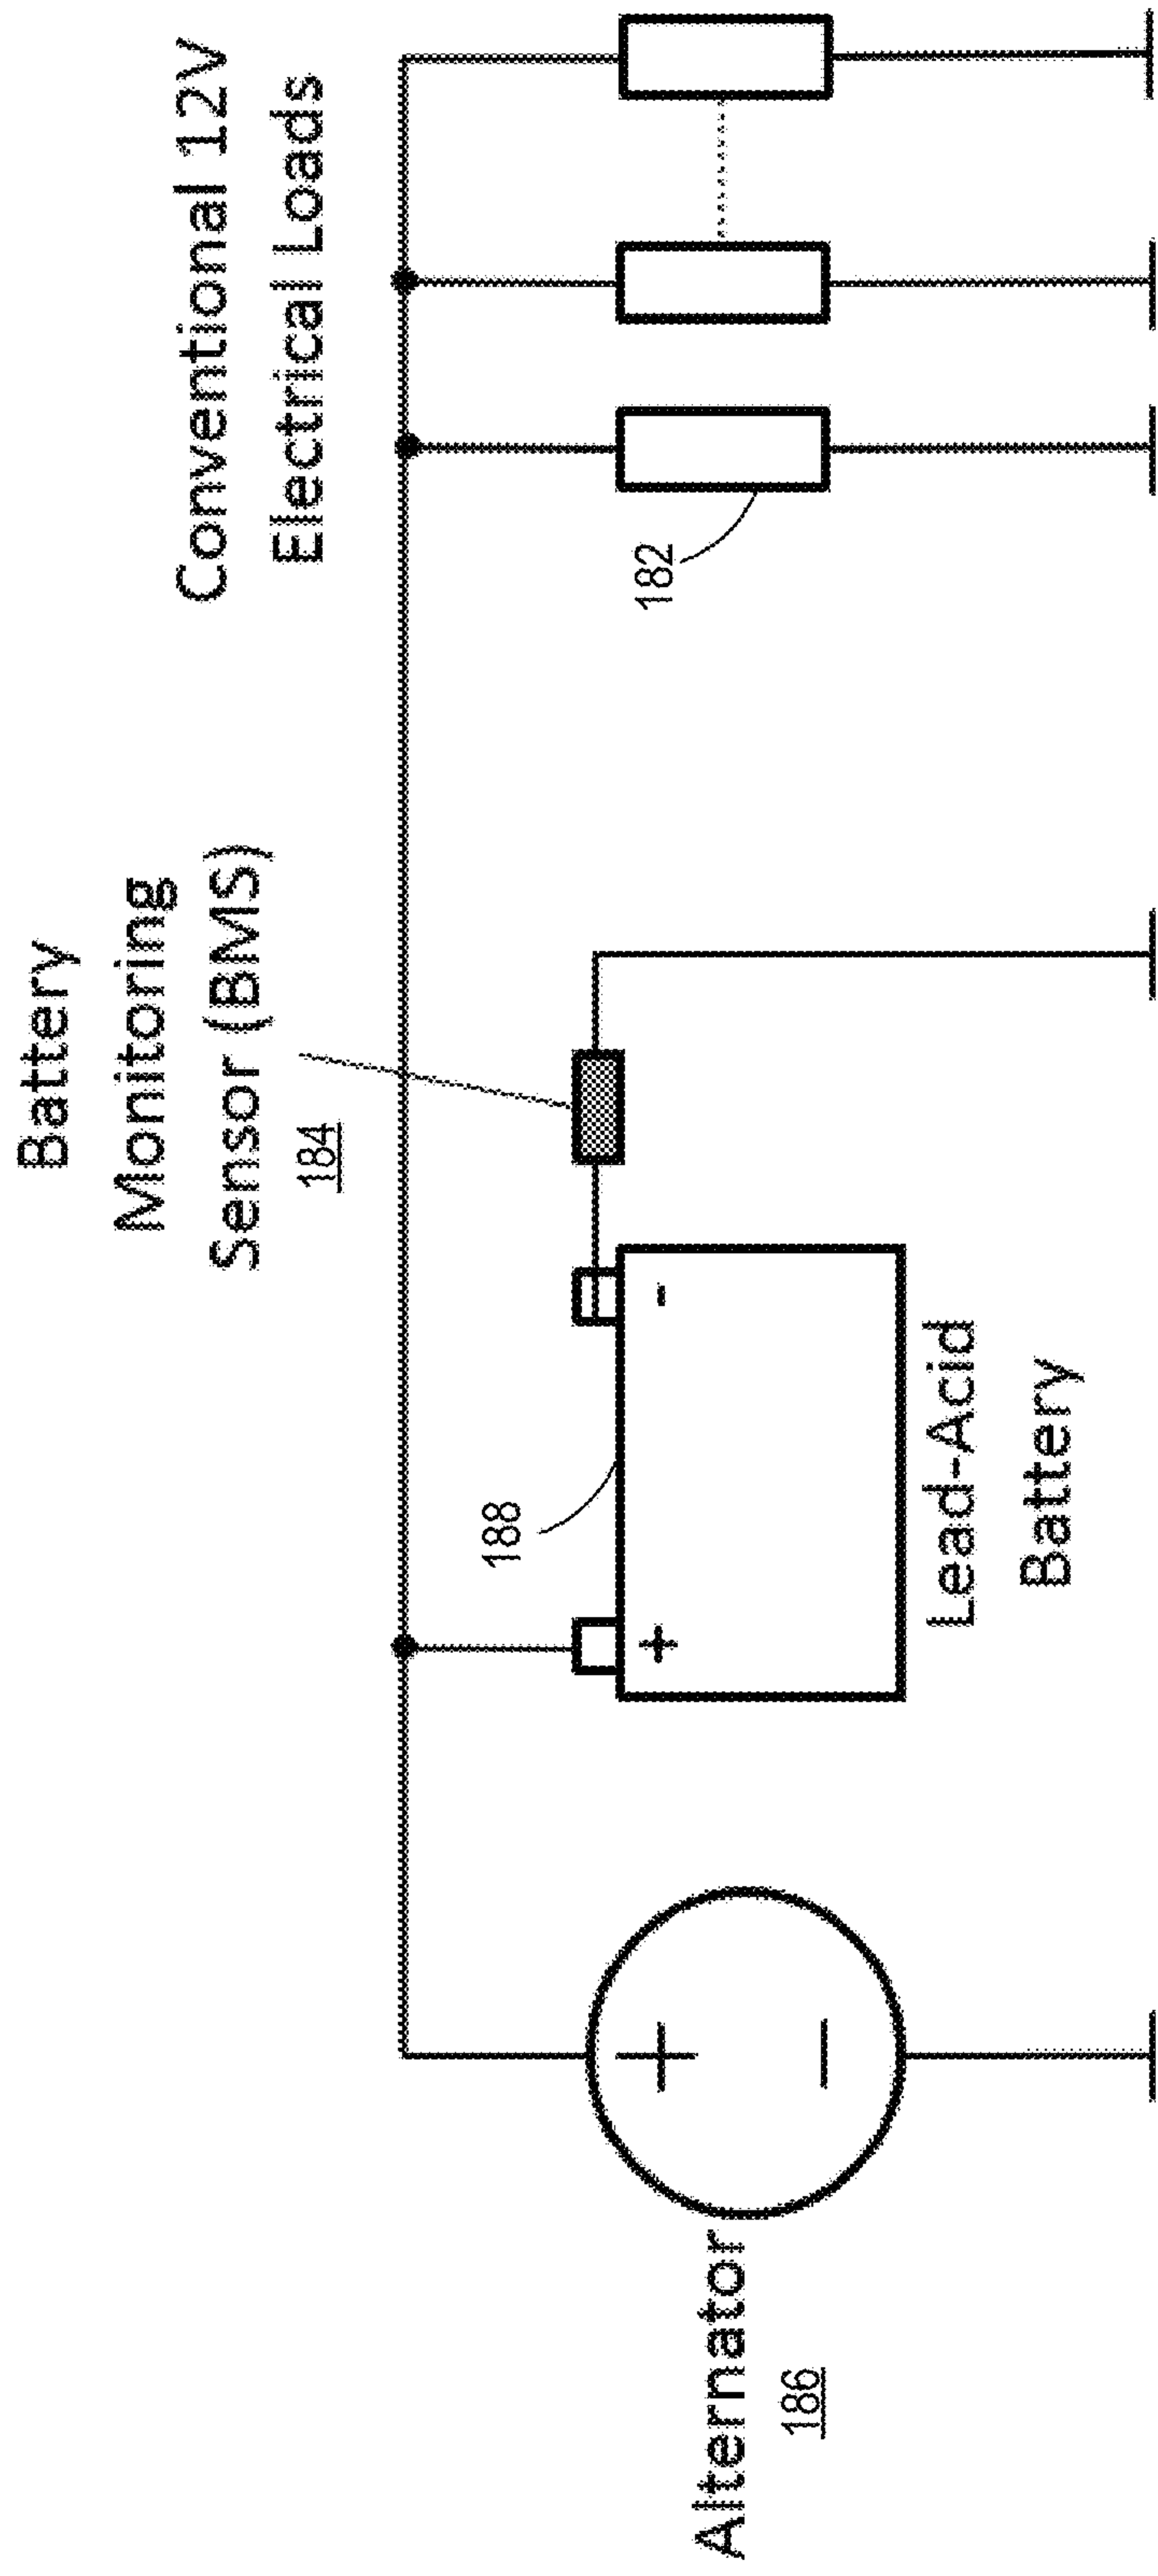 Battery
Monitoring
Sensor (BMS)
184
Conventional 12V
Electrical Loads
188
+
-
Lead-Acid
Battery
Alternator
186
+
−
182